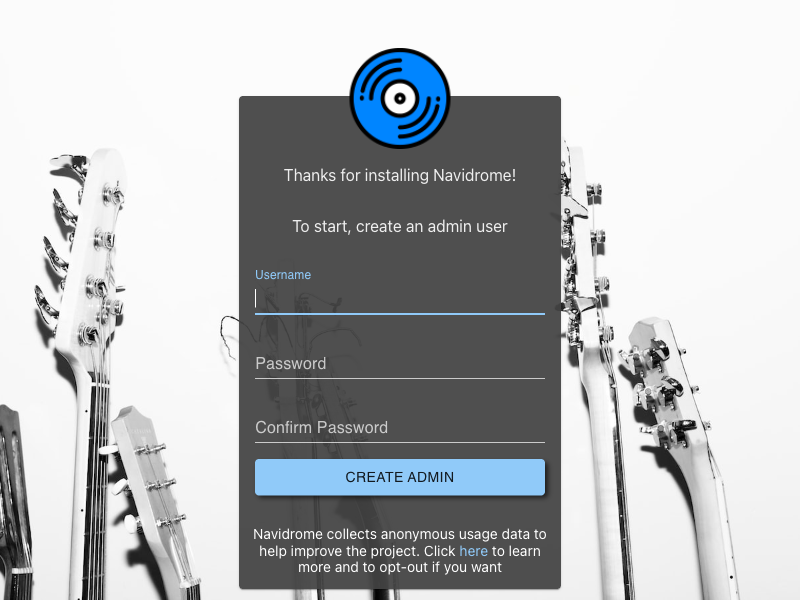 Thanks for installing Navidrome!
To start, create an admin user
Username
Password
Confirm Password
CREATE ADMIN
Navidrome collects anonymous usage data to
help improve the project. Click here to learn
more and to opt-out if you want